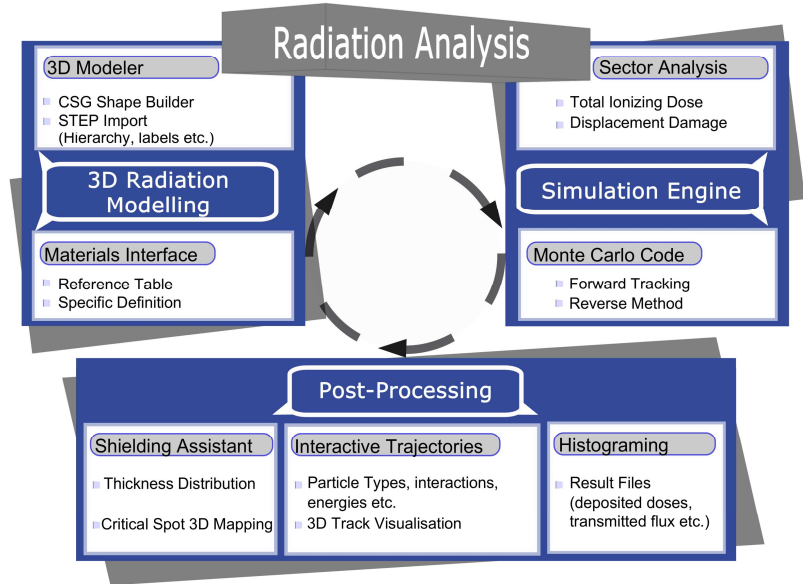 Radiation Analysis
3D Modeler
CSG Shape Builder
STEP Import
(Hierarchy, labels etc.)
3D Radiation
Modelling
Materials Interface
Reference Table
Specific Definition
Sector Analysis
Total Ionizing Dose
Displacement Damage
Simulation Engine
Monte Carlo Code
Forward Tracking
Reverse Method
Post-Processing
Shielding Assistant
Thickness Distribution
Critical Spot 3D Mapping
Interactive Trajectories
Particle Types, interactions,
energies etc.
3D Track Visualisation
Histograming
Result Files
(deposited doses,
transmitted flux etc.)